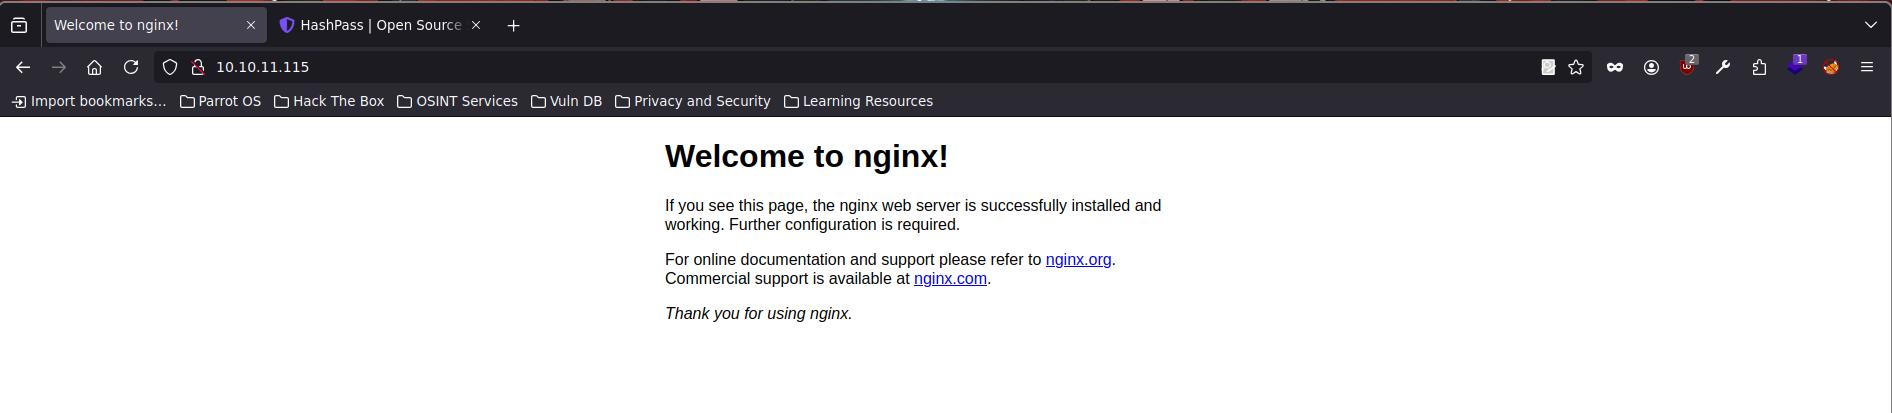 Welcome to nginx!
HashPass | Open Source
10.10.11.115
2
1
Import bookmarks...
Parrot OS
Hack The Box
OSINT Services
Vuln DB
Privacy and Security
Learning Resources
Welcome to nginx!
If you see this page, the nginx web server is successfully installed and
working. Further configuration is required.
For online documentation and support please refer to nginx.org.
Commercial support is available at nginx.com.
Thank you for using nginx.